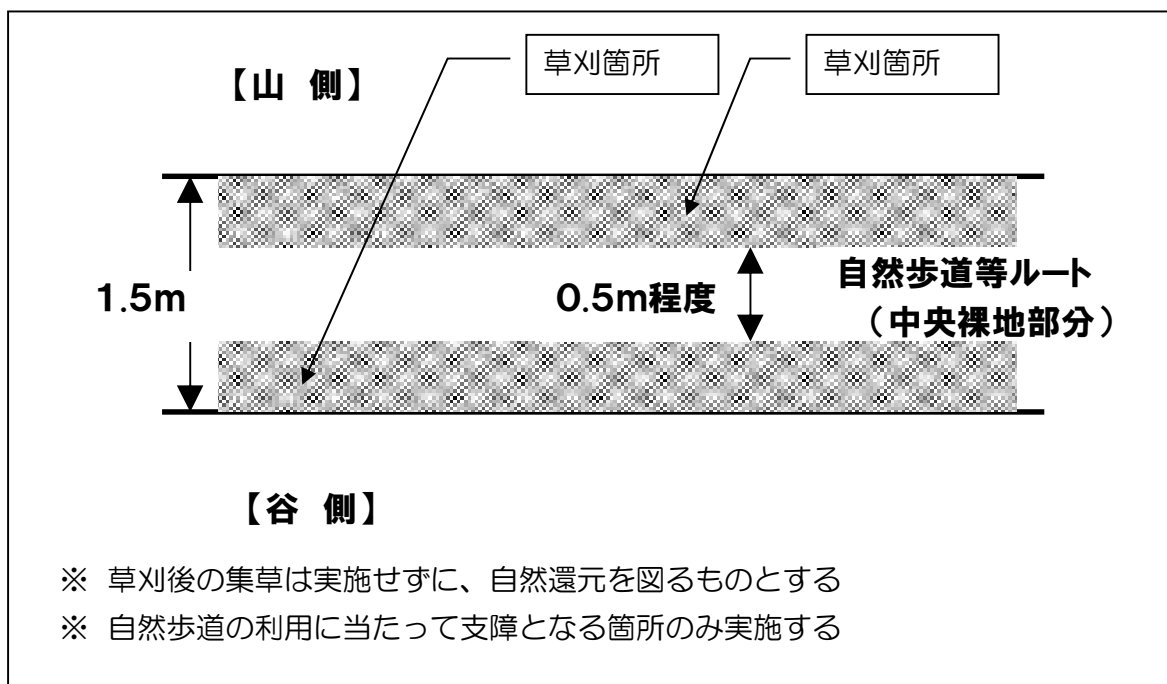 草刈箇所
草刈箇所
【山 側】
1.5m
0.5m程度
自然歩道等ルート
（中央裸地部分）
【谷 側】
※ 草刈後の集草は実施せずに、自然還元を図るものとする
※ 自然歩道の利用に当たって支障となる箇所のみ実施する